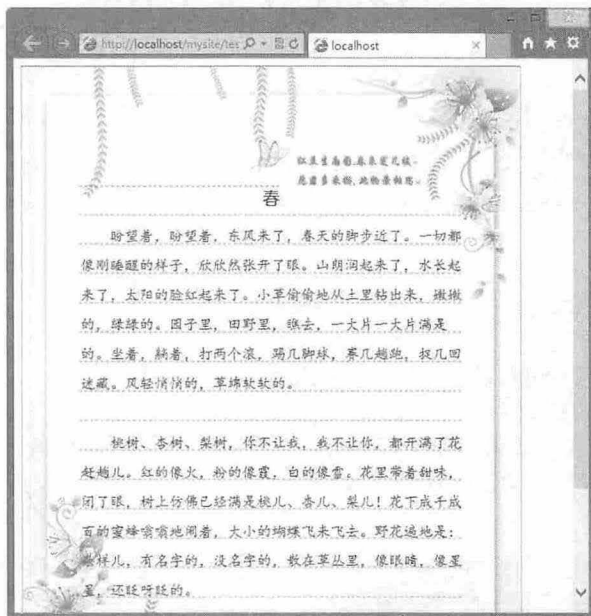 http://localhost/mysite/tes
localhost
红豆生南国,春来发几枝。
愿君多采撷,此物最相思。
春
盼望着，盼望着，东风来了，春天的脚步近了。一切都
像刚睡醒的样子，欣欣然张开了眼。山朗润起来了，水长起
来了，太阳的脸红起来了。小草偷偷地从土里钻出来，嫩嫩
的，绿绿的。园子里，田野里，瞧去，一大片一大片满是
的。坐着，躺着，打两个滚，踢几脚球，赛几趟跑，捉几回
迷藏。风轻悄悄的，草绵软软的。
桃树、杏树、梨树，你不让我，我不让你，都开满了花
赶趟儿。红的像火，粉的像霞，白的像雪。花里带着甜味，
闭了眼，树上仿佛已经满是桃儿、杏儿、梨儿！花下成千成
百的蜜蜂嗡嗡地闹着，大小的蝴蝶飞来飞去。野花遍地是：
杂样儿，有名字的，没名字的，散在草丛里，像眼睛，像星
星，还眨呀眨的。